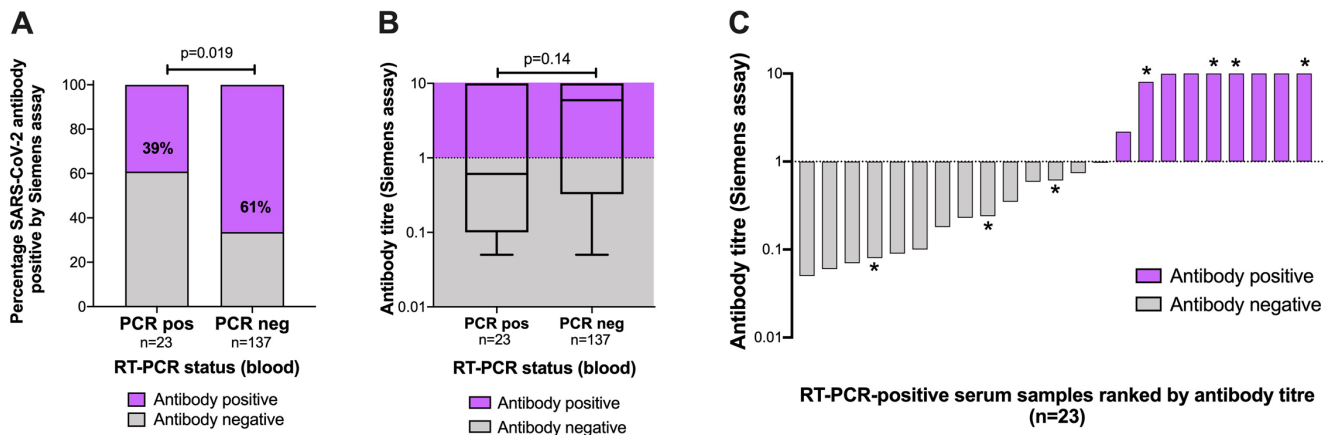 A
Percentage SARS-CoV-2 antibody
positive by Siemens assay
p=0.019
100
80
60
40
20
0
39%
61%
PCR pos
n=23
PCR neg
n=137
RT-PCR status (blood)
Antibody positive
Antibody negative
B
Antibody titre (Siemens assay)
p=0.14
10
1
0.1
0.01
PCR pos
n=23
PCR neg
n=137
RT-PCR status (blood)
Antibody positive
Antibody negative
C
Antibody titre (Siemens assay)
10
1
0.1
0.01
* * * *
* * *
Antibody positive
Antibody negative
RT-PCR-positive serum samples ranked by antibody titre
(n=23)